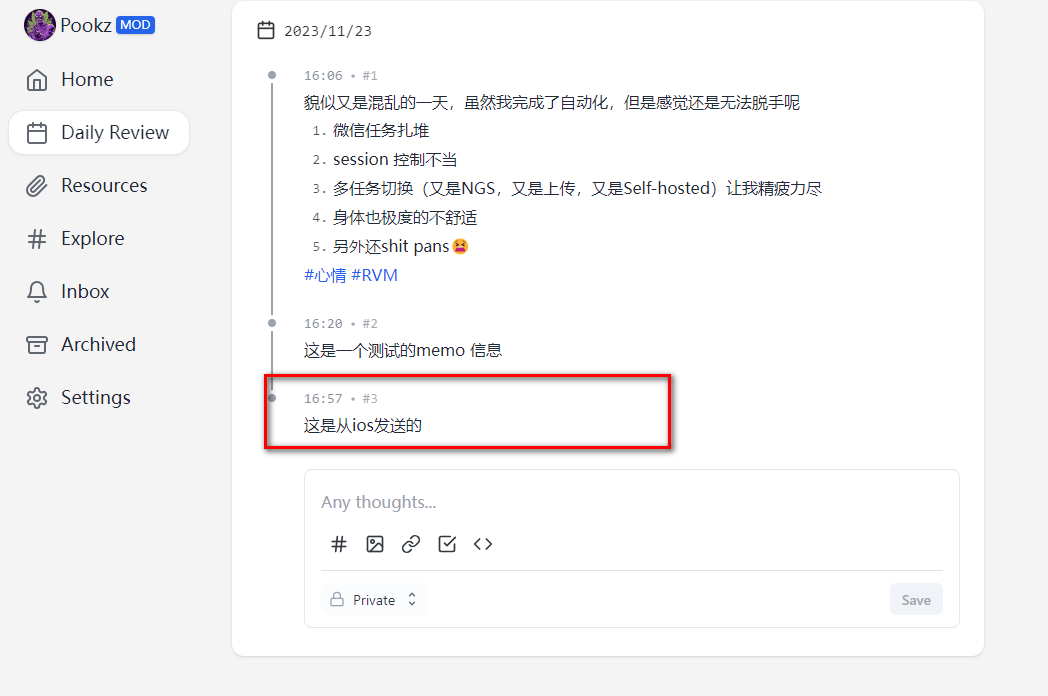 Pookz MOD
Home
Daily Review
Resources
Explore
Inbox
Archived
Settings
2023/11/23
16:06 • #1
貌似又是混乱的一天，虽然我完成了自动化，但是感觉还是无法脱手呢
1. 微信任务扎堆
2. session 控制不当
3. 多任务切换（又是NGS，又是上传，又是Self-hosted）让我精疲力尽
4. 身体也极度的不舒适
5. 另外还shit pans😫
#心情 #RVM
16:20 • #2
这是一个测试的memo 信息
16:57 • #3
这是从ios发送的
Any thoughts...
Private
Save